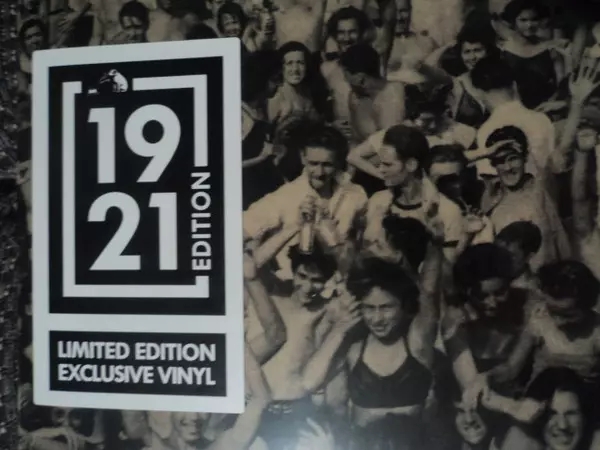 19
21
EDITION
LIMITED EDITION
EXCLUSIVE VINYL